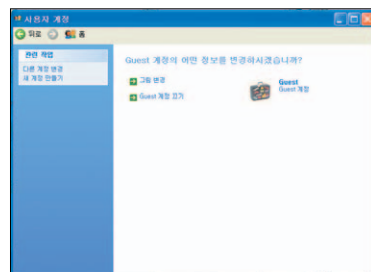 사용자 계정
뒤로 홈
관련 작업
다른 계정 변경
새 계정 만들기
Guest 계정의 어떤 정보를 변경하시겠습니까?
그림 변경
Guest 계정 끄기
Guest
Guest 계정